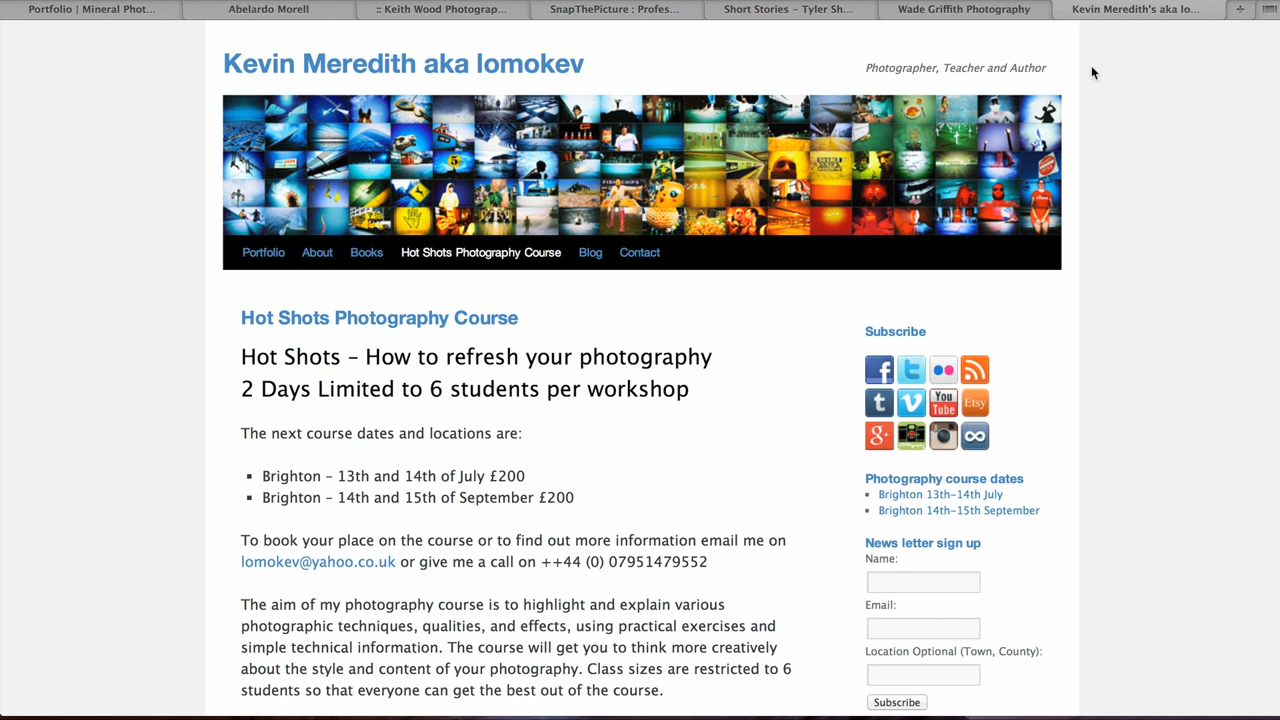 Portfolio | Mineral Phot...
Abelardo Morell
:: Keith Wood Photograp...
SnapThePicture : Profes...
Short Stories – Tyler Sh...
Wade Griffith Photography
Kevin Meredith's aka lo...
Kevin Meredith aka lomokev
Photographer, Teacher and Author
Portfolio About Books Hot Shots Photography Course Blog Contact
Hot Shots Photography Course
Hot Shots – How to refresh your photography
2 Days Limited to 6 students per workshop
The next course dates and locations are:
Brighton – 13th and 14th of July £200
Brighton – 14th and 15th of September £200
To book your place on the course or to find out more information email me on
lomokev@yahoo.co.uk or give me a call on ++44 (0) 07951479552
The aim of my photography course is to highlight and explain various
photographic techniques, qualities, and effects, using practical exercises and
simple technical information. The course will get you to think more creatively
about the style and content of your photography. Class sizes are restricted to 6
students so that everyone can get the best out of the course.
Subscribe
You
Tube
Etsy
Photography course dates
Brighton 13th–14th July
Brighton 14th–15th September
News letter sign up
Name:
Email:
Location Optional (Town, County):
Subscribe